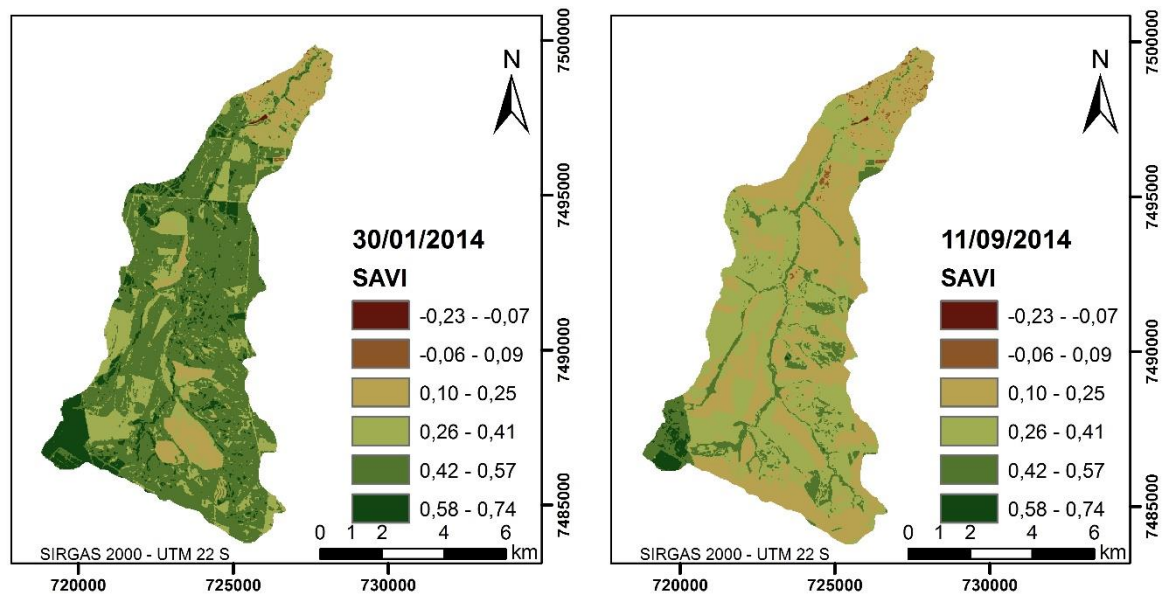 N
30/01/2014
SAVI
-0,23 - -0,07
-0,06 - 0,09
0,10 - 0,25
0,26 - 0,41
0,42 - 0,57
0,58 - 0,74
0 1 2 4 6
km
SIRGAS 2000 - UTM 22 S
720000 725000 730000
7500000
7495000
7490000
7485000
N
11/09/2014
SAVI
-0,23 - -0,07
-0,06 - 0,09
0,10 - 0,25
0,26 - 0,41
0,42 - 0,57
0,58 - 0,74
0 1 2 4 6
km
SIRGAS 2000 - UTM 22 S
720000 725000 730000
7500000
7495000
7490000
7485000